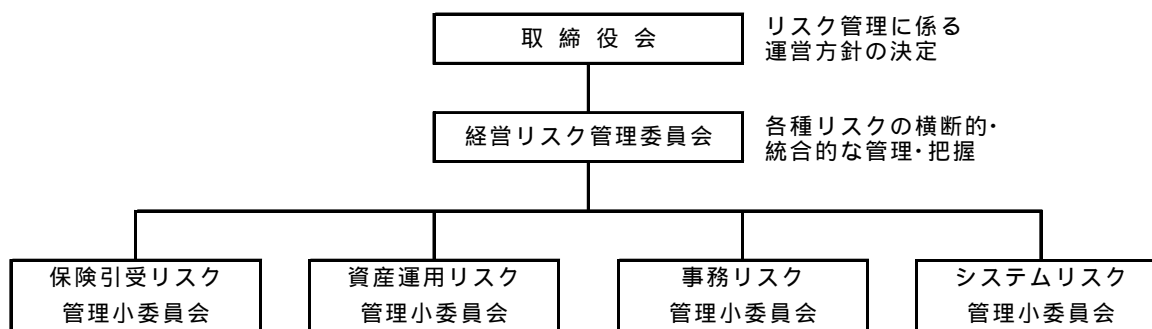 取締役会
リスク管理に係る
運営方針の決定
経営リスク管理委員会
各種リスクの横断的・
統合的な管理・把握
保険引受リスク
管理小委員会
資産運用リスク
管理小委員会
事務リスク
管理小委員会
システムリスク
管理小委員会